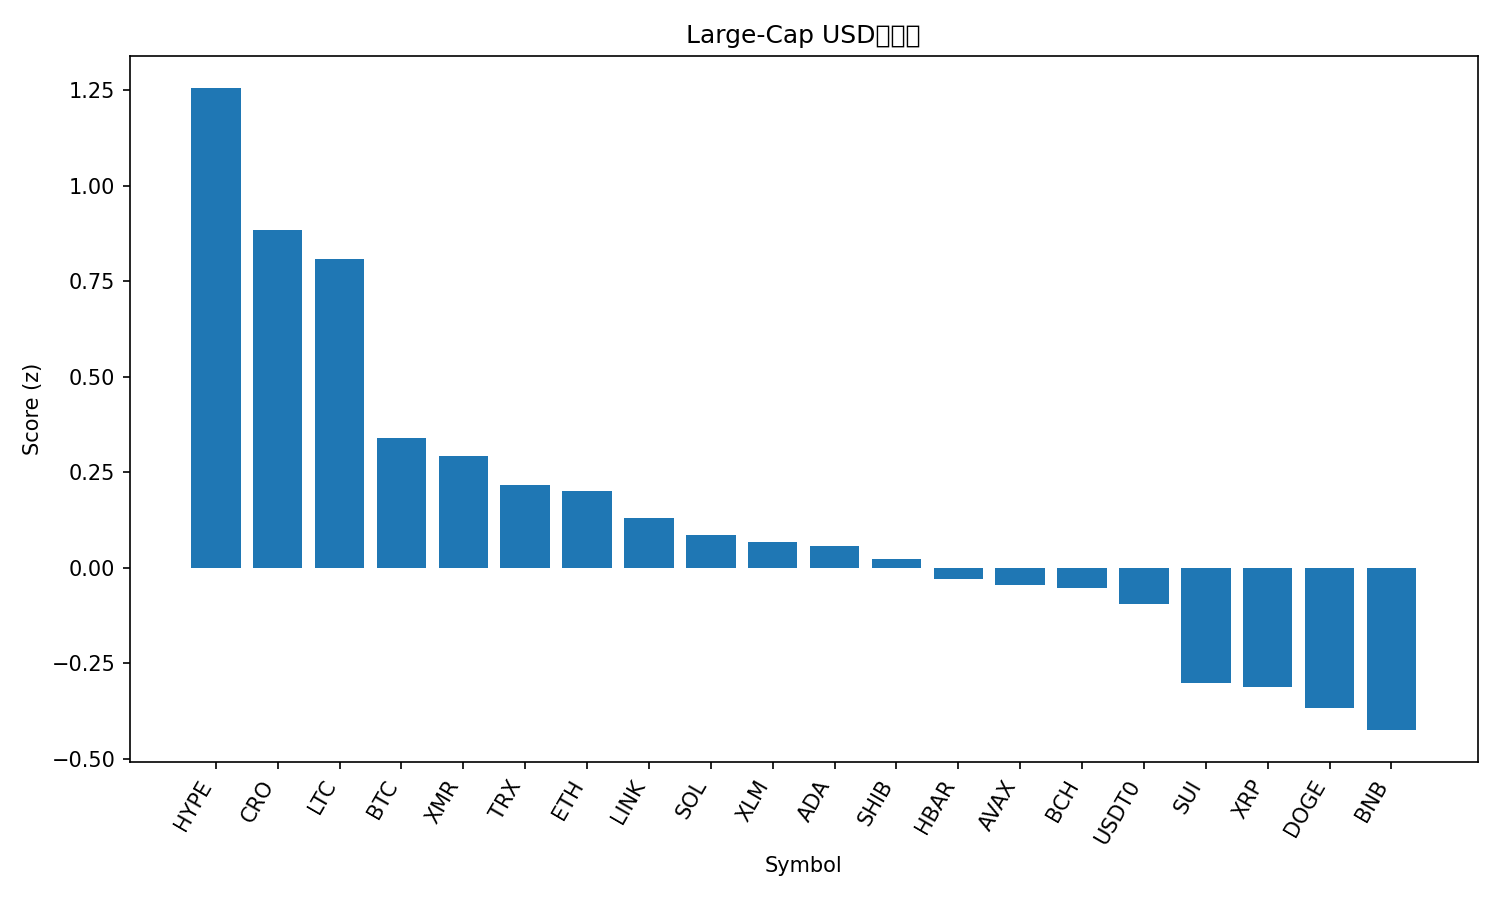 Large-Cap USD
Score (z)
1.25
1.00
0.75
0.50
0.25
0.00
−0.25
−0.50
HYPE
CRO
LTC
BTC
XMR
TRX
ETH
LINK
SOL
XLM
ADA
SHIB
HBAR
AVAX
BCH
USDT0
SUI
XRP
DOGE
BNB
Symbol